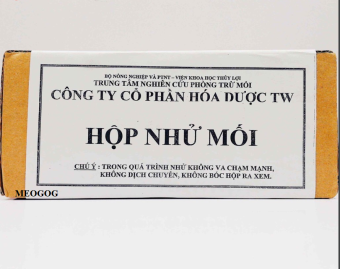 BỘ NÔNG NGHIỆP VÀ PTNT - VIỆN KHOA HỌC THỦY LỢI
TRUNG TÂM NGHIÊN CỨU PHÒNG TRỪ MỐI
CÔNG TY CỔ PHẦN HÓA DƯỢC TW
HỘP NHỬ MỐI
CHÚ Ý : TRONG QUÁ TRÌNH NHỬ KHÔNG VA CHẠM MẠNH,
KHÔNG DỊCH CHUYỂN, KHÔNG BÓC HỘP RA XEM.
MEOGOG